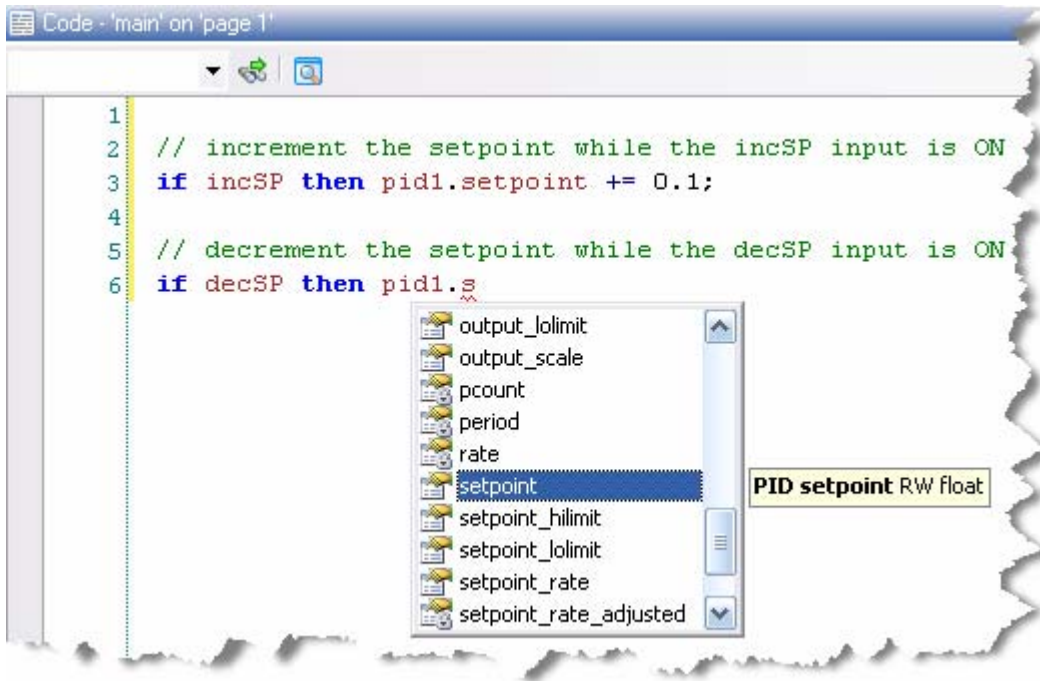 Code - 'main' on 'page 1'
1
2 // increment the setpoint while the incSP input is ON
3 if incSP then pid1.setpoint += 0.1;
4
5 // decrement the setpoint while the decSP input is ON
6 if decSP then pid1.s
output_lolimit
output_scale
pcount
period
rate
setpoint
PID setpoint RW float
setpoint_hilimit
setpoint_lolimit
setpoint_rate
setpoint_rate_adjusted